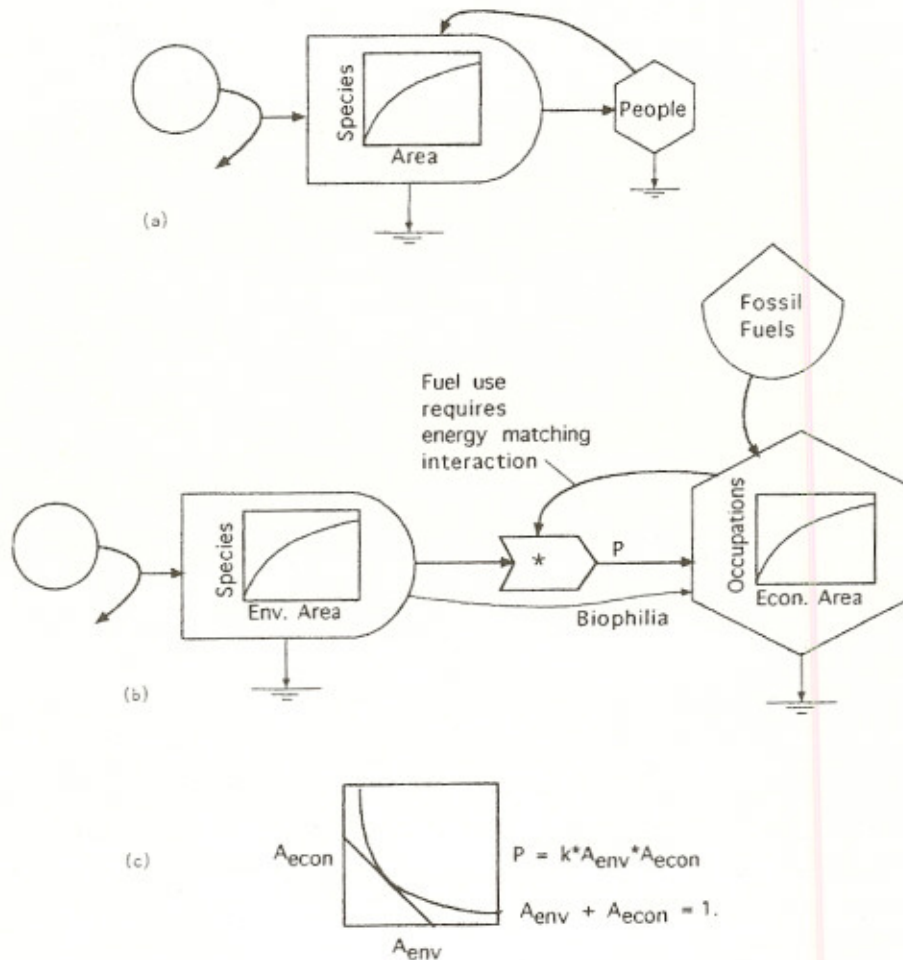 Species
Area
People
(a)
Fossil
Fuels
Fuel use
requires
energy matching
interaction
Species
Env. Area
*
P
Biophilia
Occupations
Econ. Area
(b)
(c)
Aecon
Aenv
P = k*Aenv*Aecon
Aenv + Aecon = 1.